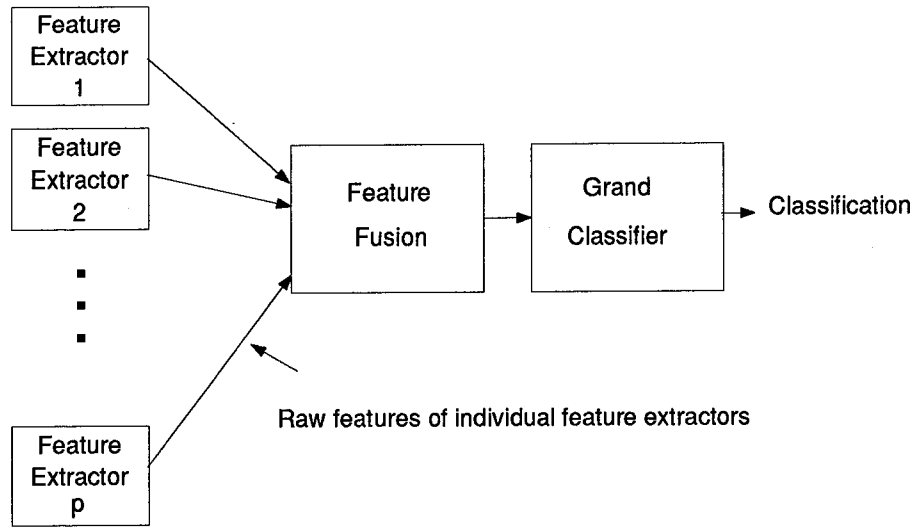 Feature
Extractor
1
Feature
Extractor
2
Feature
Extractor
p
Feature
Fusion
Grand
Classifier
Classification
Raw features of individual feature extractors